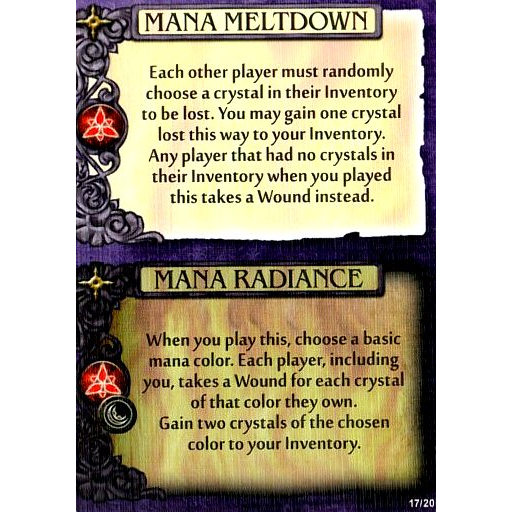 MANA MELTDOWN
Each other player must randomly
choose a crystal in their Inventory
to be lost. You may gain one crystal
lost this way to your Inventory.
Any player that had no crystals in
their Inventory when you played
this takes a Wound instead.
MANA RADIANCE
When you play this, choose a basic
mana color. Each player, including
you, takes a Wound for each crystal
of that color they own.
Gain two crystals of the chosen
color to your Inventory.
17/20